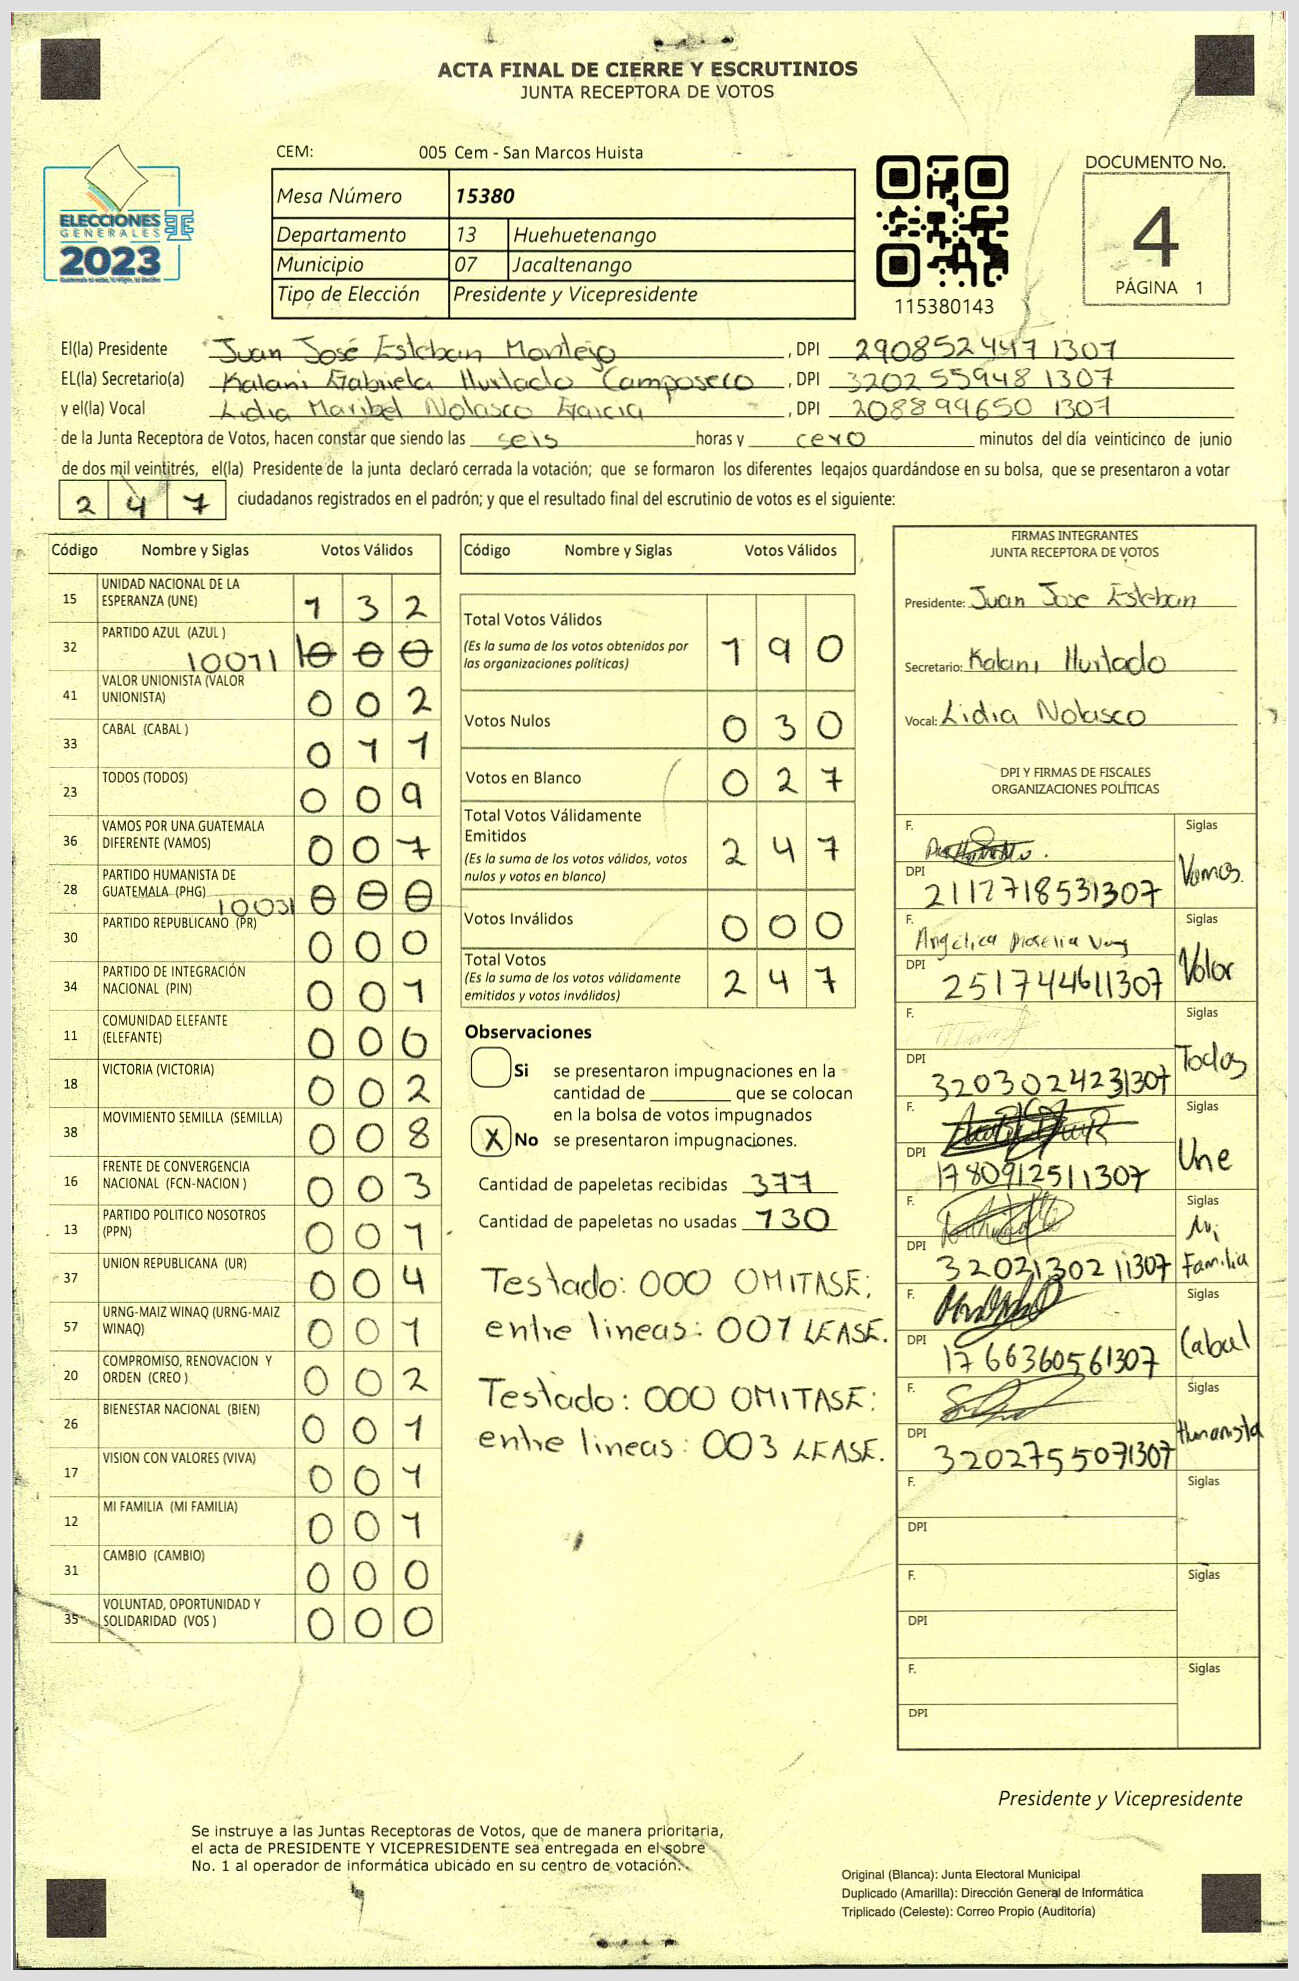 ACTA FINAL DE CIERRE Y ESCRUTINIOS
JUNTA RECEPTORA DE VOTOS
CEM: 005 Cem - San Marcos Huista
ELECCIONES
GENERALES
2023
Mesa Número 15380
Departamento 13 Huehuetenango
Municipio 07 Jacaltenango
Tipo de Elección Presidente y Vicepresidente
115380143
DOCUMENTO No.
4
PÁGINA 1
El(la) Presidente Juan José Esteban Montejo, DPI 2908524471307
EL(la) Secretario(a) Kalani Gabriela Hurtado Camposeco, DPI 3202559481307
y el(la) Vocal Lidia Maribel Nolasco Garcia, DPI 208899650 1307
de la Junta Receptora de Votos, hacen constar que siendo las seis horas y cero minutos del día veinticinco de junio
de dos mil veintitrés, el(la) Presidente de la junta declaró cerrada la votación; que se formaron los diferentes legajos guardándose en su bolsa, que se presentaron a votar
247 ciudadanos registrados en el padrón; y que el resultado final del escrutinio de votos es el siguiente:
Código Nombre y Siglas Votos Válidos
15 UNIDAD NACIONAL DE LA ESPERANZA (UNE) 1 3 2
32 PARTIDO AZUL (AZUL ) 10011 0 0 0
41 VALOR UNIONISTA (VALOR UNIONISTA) 0 0 2
33 CABAL (CABAL ) 0 1 1
23 TODOS (TODOS) 0 0 9
36 VAMOS POR UNA GUATEMALA DIFERENTE (VAMOS) 0 0 7
28 PARTIDO HUMANISTA DE GUATEMALA (PHG) 10031 0 0 0
30 PARTIDO REPUBLICANO (PR) 0 0 0
34 PARTIDO DE INTEGRACIÓN NACIONAL (PIN) 0 0 1
11 COMUNIDAD ELEFANTE (ELEFANTE) 0 0 0
18 VICTORIA (VICTORIA) 0 0 2
38 MOVIMIENTO SEMILLA (SEMILLA) 0 0 8
16 FRENTE DE CONVERGENCIA NACIONAL (FCN-NACION ) 0 0 3
13 PARTIDO POLITICO NOSOTROS (PPN) 0 0 1
37 UNION REPUBLICANA (UR) 0 0 4
57 URNG-MAIZ WINAQ (URNG-MAIZ WINAQ) 0 0 1
20 COMPROMISO, RENOVACION Y ORDEN (CREO ) 0 0 2
26 BIENESTAR NACIONAL (BIEN) 0 0 1
17 VISION CON VALORES (VIVA) 0 0 1
12 MI FAMILIA (MI FAMILIA) 0 0 1
31 CAMBIO (CAMBIO) 0 0 0
35 VOLUNTAD, OPORTUNIDAD Y SOLIDARIDAD (VOS ) 0 0 0
Código Nombre y Siglas Votos Válidos
Total Votos Válidos 1 9 0
(Es la suma de los votos obtenidos por
las organizaciones políticas)
Votos Nulos 0 3 0
Votos en Blanco 0 2 7
Total Votos Válidamente
Emitidos 2 4 7
(Es la suma de los votos válidos, votos
nulos y votos en blanco)
Votos Inválidos 0 0 0
Total Votos 2 4 7
(Es la suma de los votos válidamente
emitidos y votos inválidos)
Observaciones
Si se presentaron impugnaciones en la
cantidad de ________ que se colocan
en la bolsa de votos impugnados
X No se presentaron impugnaciones.
Cantidad de papeletas recibidas 377
Cantidad de papeletas no usadas 130
Testado: 000 OMITASE;
entre lineas: 001 LEASE.
Testado: 000 OMITASE:
entre lineas: 003 LEASE.
FIRMAS INTEGRANTES
JUNTA RECEPTORA DE VOTOS
Presidente: Juan Jose Esteban
Secretario: Kalani Hurtado
Vocal: Lidia Nolasco
DPI Y FIRMAS DE FISCALES
ORGANIZACIONES POLÍTICAS
F. Siglas
DPI 2112718531307 Vamos.
F. Angelica Siglas
DPI 251744611307 Valor
F. Siglas
DPI 3203024231307 Todos
F. Siglas
DPI 1780912511307 Une
F. Siglas
DPI 3202130211307 Mi Familia
F. Siglas
DPI 1766360561307 Cabal
F. Siglas
DPI 3202755071307 Humanista
F. Siglas
DPI
F. Siglas
DPI
F. Siglas
DPI
Presidente y Vicepresidente
Se instruye a las Juntas Receptoras de Votos, que de manera prioritaria,
el acta de PRESIDENTE Y VICEPRESIDENTE sea entregada en el sobre
No. 1 al operador de informática ubicado en su centro de votación.
Original (Blanca): Junta Electoral Municipal
Duplicado (Amarilla): Dirección General de Informática
Triplicado (Celeste): Correo Propio (Auditoría)